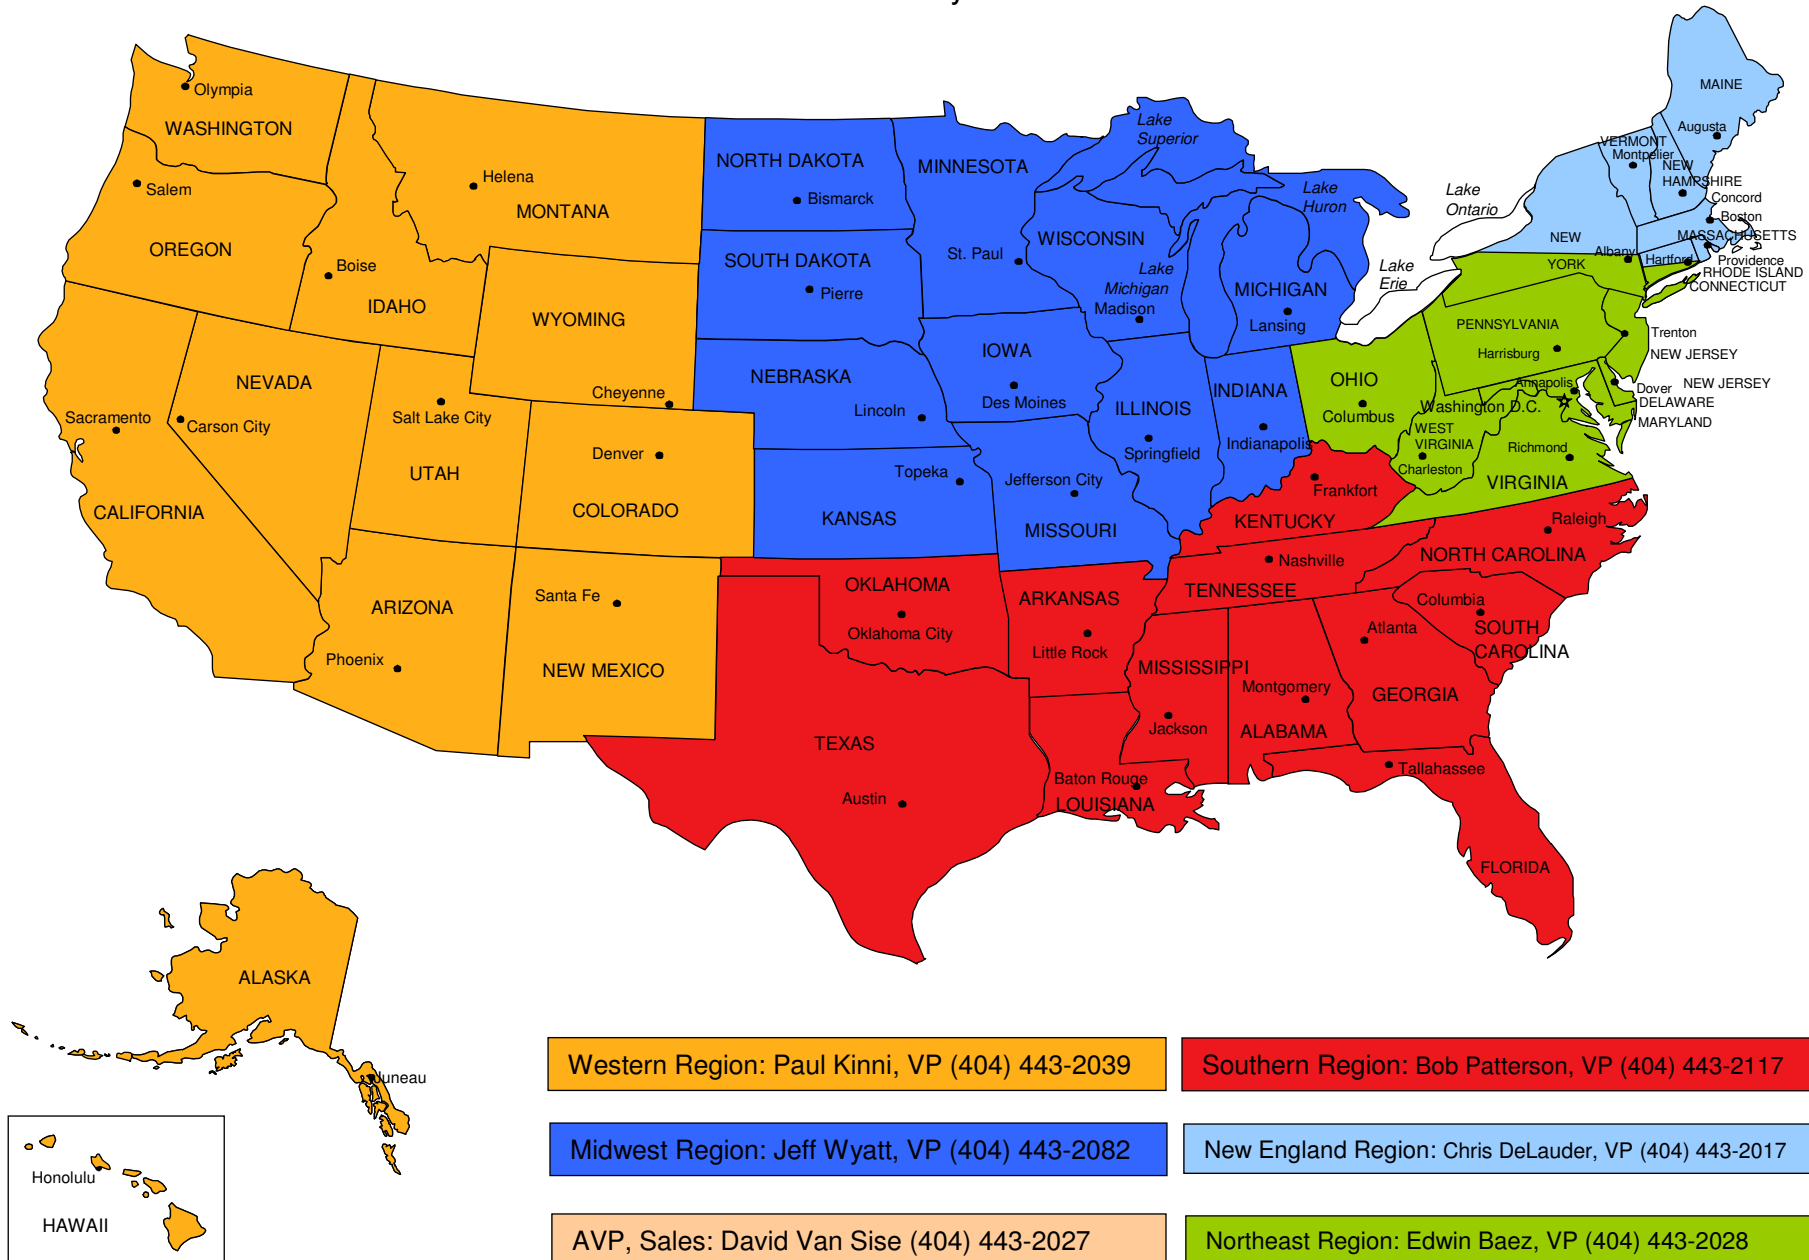 Olympia
WASHINGTON
Salem
OREGON
Helena
MONTANA
Boise
IDAHO
WYOMING
Cheyenne
NEVADA
Sacramento
Carson City
Salt Lake City
UTAH
CALIFORNIA
Denver
COLORADO
ARIZONA
Phoenix
Santa Fe
NEW MEXICO
NORTH DAKOTA
Bismarck
SOUTH DAKOTA
Pierre
NEBRASKA
Lincoln
Topeka
KANSAS
MINNESOTA
St. Paul
Lake
Superior
WISCONSIN
Lake
Michigan
Madison
Lake
Huron
MICHIGAN
Lansing
IOWA
Des Moines
ILLINOIS
Springfield
INDIANA
Indianapolis
Jefferson City
MISSOURI
Lake
Ontario
Lake
Erie
MAINE
Augusta
VERMONT
Montpelier
NEW
HAMPSHIRE
Concord
Boston
MASSACHUSETTS
NEW
YORK
Albany
Hartford
Providence
RHODE ISLAND
CONNECTICUT
PENNSYLVANIA
Harrisburg
Trenton
NEW JERSEY
NEW JERSEY
Dover
DELAWARE
MARYLAND
Annapolis
Washington D.C.
OHIO
Columbus
WEST
VIRGINIA
Charleston
Richmond
VIRGINIA
Frankfort
KENTUCKY
Nashville
TENNESSEE
Raleigh
NORTH CAROLINA
Columbia
SOUTH
CAROLINA
OKLAHOMA
Oklahoma City
ARKANSAS
Little Rock
MISSISSIPPI
Jackson
Montgomery
ALABAMA
Atlanta
GEORGIA
TEXAS
Austin
Baton Rouge
LOUISIANA
Tallahassee
FLORIDA
ALASKA
Juneau
Honolulu
HAWAII
Western Region: Paul Kinni, VP (404) 443-2039
Southern Region: Bob Patterson, VP (404) 443-2117
Midwest Region: Jeff Wyatt, VP (404) 443-2082
New England Region: Chris DeLauder, VP (404) 443-2017
AVP, Sales: David Van Sise (404) 443-2027
Northeast Region: Edwin Baez, VP (404) 443-2028